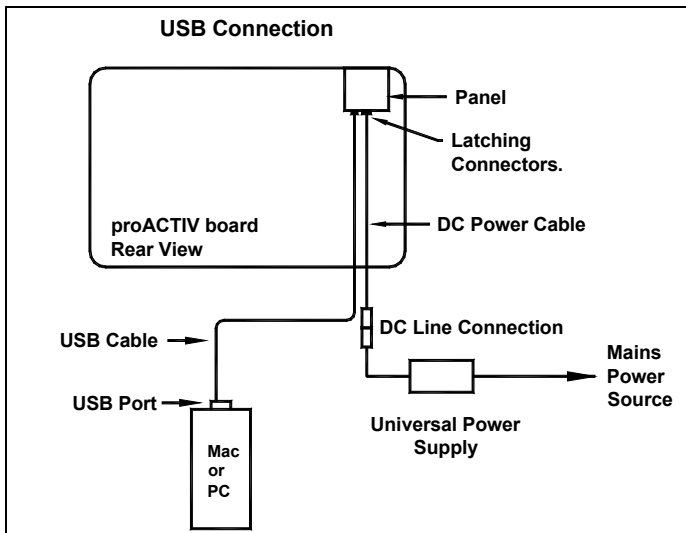 USB Connection
Panel
Latching
Connectors.
proACTIV board
Rear View
DC Power Cable
DC Line Connection
USB Cable
Mains
Power
Source
USB Port
Universal Power
Supply
Mac
or
PC